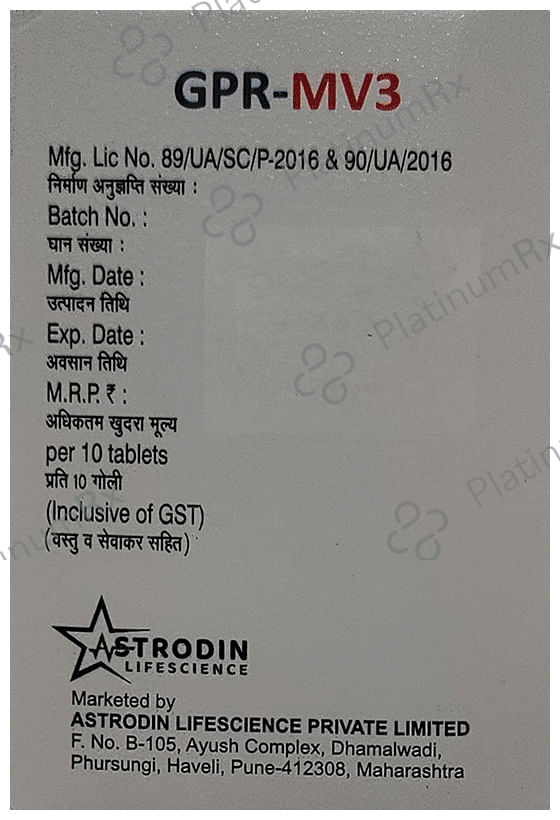 GPR-MV3
Mfg. Lic No. 89/UA/SC/P-2016 & 90/UA/2016
निर्माण अनुज्ञप्ति संख्या :
Batch No. :
घान संख्या :
Mfg. Date :
उत्पादन तिथि
Exp. Date :
अवसान तिथि
M.R.P. ₹ :
अधिकतम खुदरा मूल्य
per 10 tablets
प्रति 10 गोली
(Inclusive of GST)
(वस्तु व सेवाकर सहित)
ASTRODIN
LIFESCIENCE
Marketed by
ASTRODIN LIFESCIENCE PRIVATE LIMITED
F. No. B-105, Ayush Complex, Dhamalwadi,
Phursungi, Haveli, Pune-412308, Maharashtra
PlatinumRx
PlatinumRx